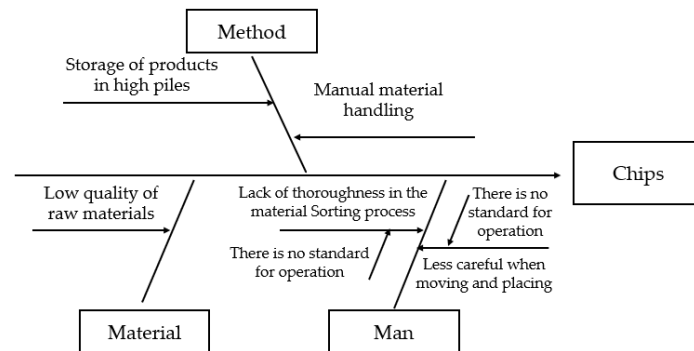 Method
Storage of products
in high piles
Manual material
handling
Chips
Low quality of
raw materials
Lack of thoroughness in the
material Sorting process
There is no
standard for
operation
There is no standard
for operation
Less careful when
moving and placing
Material
Man